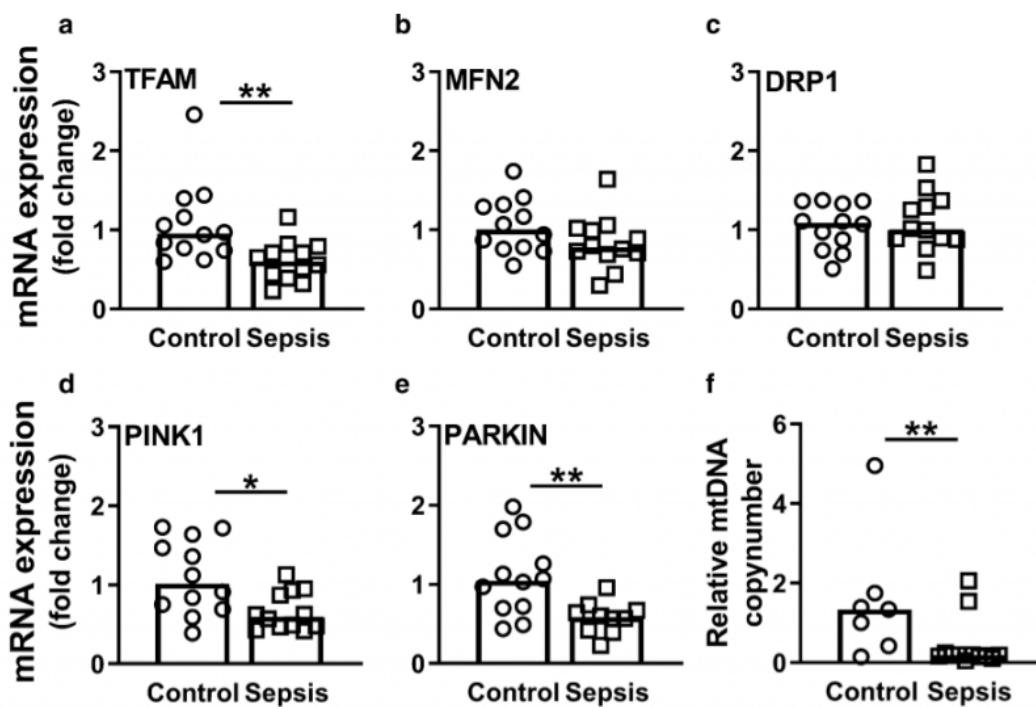 a
b
c
mRNA expression
(fold change)
3
2
1
0
TFAM
**
Control Sepsis
3
2
1
0
MFN2
Control Sepsis
3
2
1
0
DRP1
Control Sepsis
d
e
f
mRNA expression
(fold change)
3
2
1
0
PINK1
*
Control Sepsis
3
2
1
0
PARKIN
**
Control Sepsis
Relative mtDNA
copynumber
6
4
2
0
**
Control Sepsis